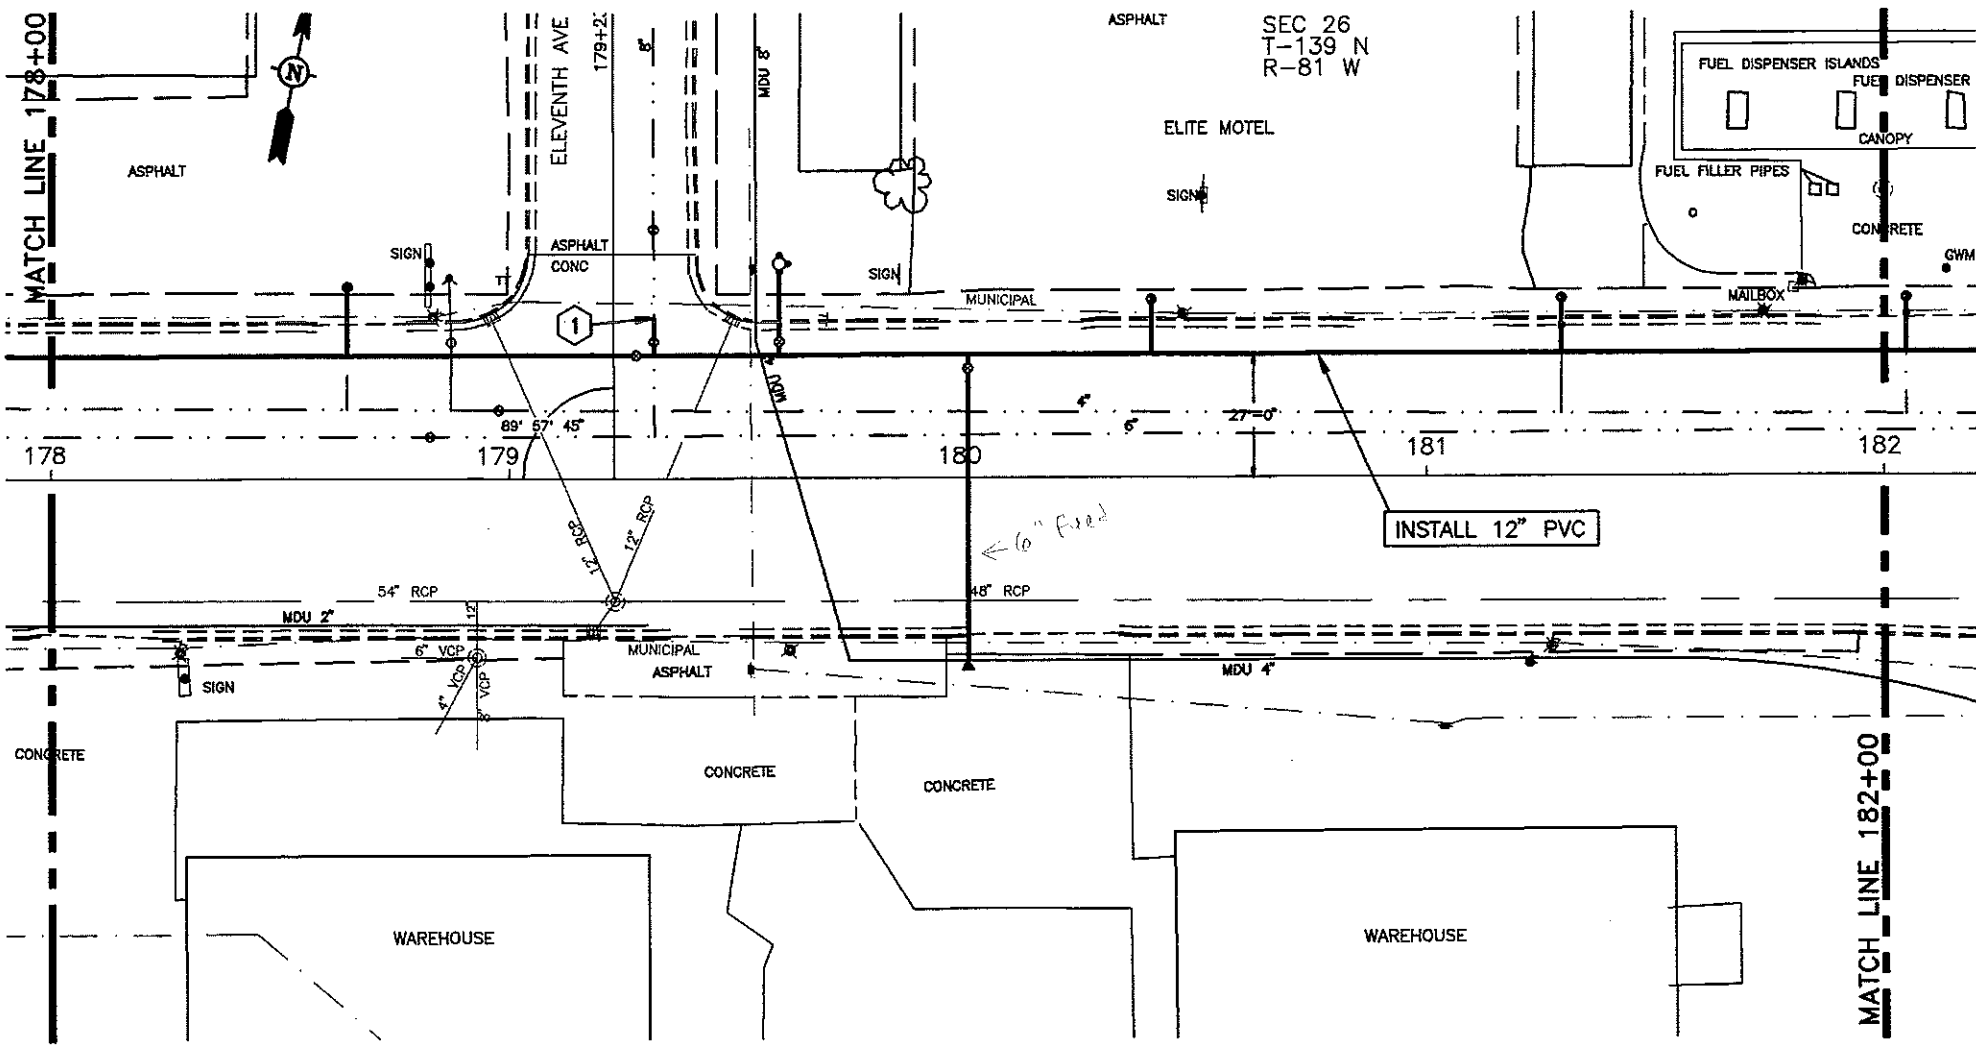 MATCH LINE 178+00
ASPHALT
N
ELEVENTH AVE
8"
MDU 8"
ASPHALT
SEC 26
T-139 N
R-81 W
ELITE MOTEL
SIGN
FUEL DISPENSER ISLANDS
FUEL DISPENSER
CANOPY
FUEL FILLER PIPES
CONCRETE
GWM
MAILBOX
SIGN
ASPHALT
CONC
SIGN
MUNICIPAL
1
MDU
4"
6"
27'-0"
89' 57' 45"
178
179
180
181
182
12" RCP
12" RCP
INSTALL 12" PVC
54" RCP
48" RCP
MDU 2"
12"
6" VCP
4" VCP
VCP
8"
MUNICIPAL
ASPHALT
MDU 4"
SIGN
CONCRETE
CONCRETE
CONCRETE
WAREHOUSE
WAREHOUSE
MATCH LINE 182+00